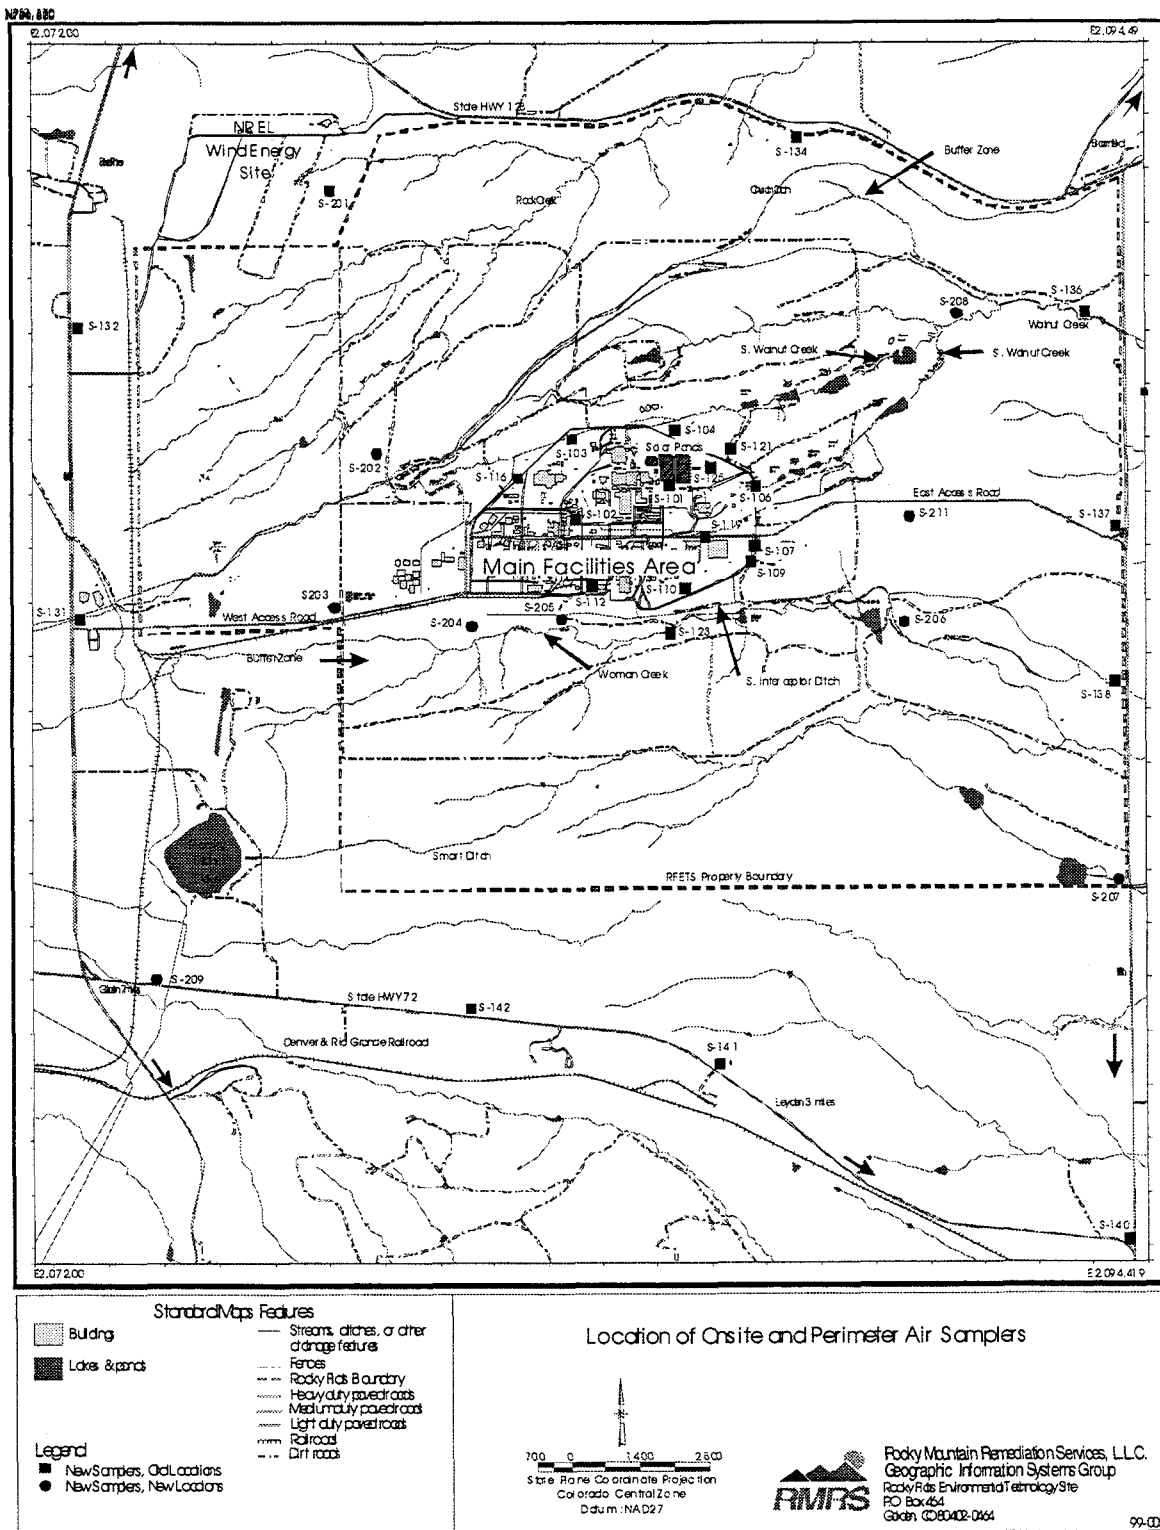 E2,072,00
E2,094,49
State HWY 128
NREL
Wind Energy
Site
S-134
Buffer Zone
S-201
Rock Creek
S-132
S-208
S-136
Walnut Creek
S. Walnut Creek
S. Walnut Creek
S-104
S-103
Solar Ponds
S-121
S-202
S-116
S-125
S-101
S-106
East Access Road
S-102
S-211
S-137
S-119
S-107
Main Facilities Area
S-109
S-110
S-131
S203
S-112
West Access Road
S-205
S-204
S-206
S-123
Buffer Zone
Woman Creek
S. Interceptor Ditch
S-138
Smart Ditch
RFETS Property Boundary
S-207
S-209
State HWY 72
S-142
Denver & Rio Grande Railroad
S-141
Leyden 3 miles
S-140
E2,072,00
E2,094,419
Standard Maps Features
Building
Lakes & ponds
Streams, ditches, or other
drainage features
Fences
Rocky Flats Boundary
Heavy duty paved roads
Medium duty paved roads
Light duty paved roads
Railroad
Dirt roads
Legend
New Samplers, Old Locations
New Samplers, New Locations
Location of Onsite and Perimeter Air Samplers
700 0 1400 2800
State Plane Coordinate Projection
Colorado Central Zone
Datum: NAD27
RMRS
Rocky Mountain Remediation Services, L.L.C.
Geographic Information Systems Group
Rocky Flats Environmental Technology Site
P.O. Box 464
Golden, CO 80402-0464